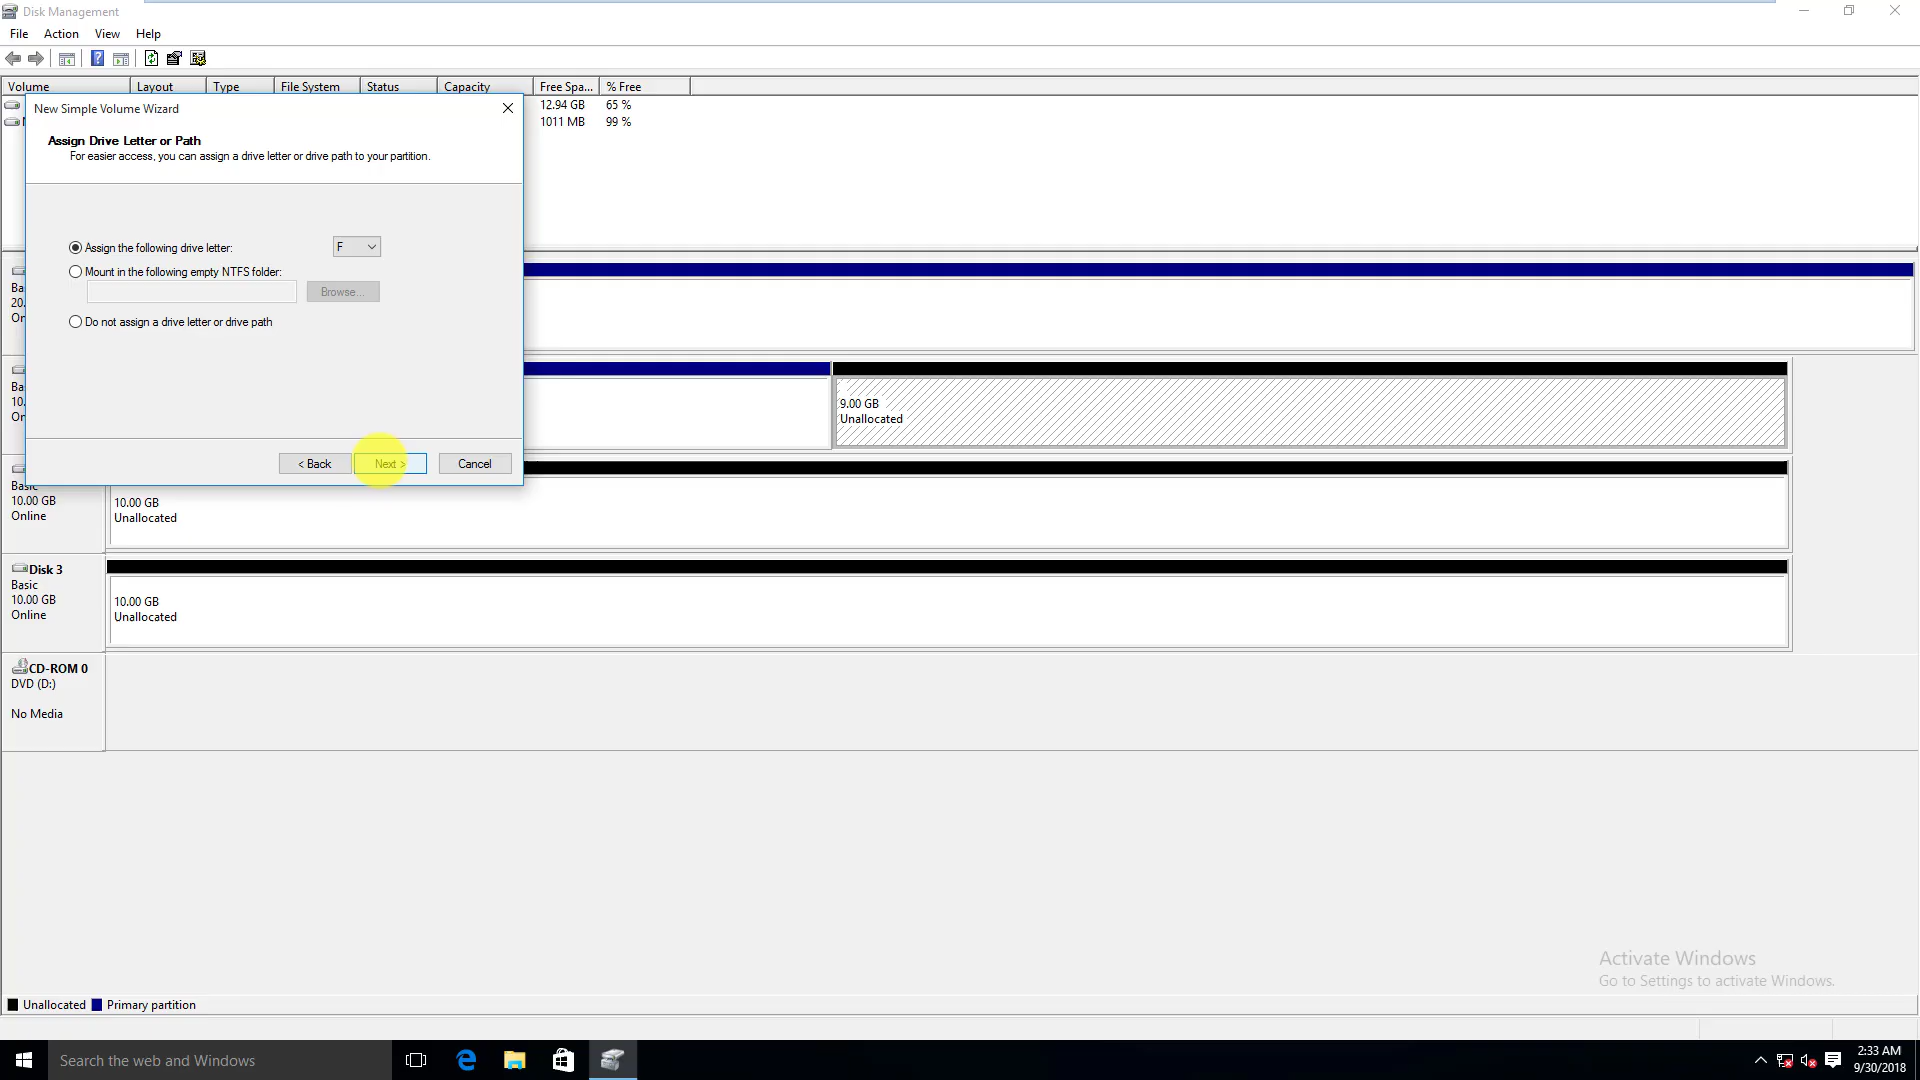 Disk Management
File Action View Help
Volume Layout Type File System Status Capacity Free Spa... % Free
12.94 GB 65 %
1011 MB 99 %
New Simple Volume Wizard
Assign Drive Letter or Path
For easier access, you can assign a drive letter or drive path to your partition.
Assign the following drive letter: F
Mount in the following empty NTFS folder:
Browse...
Do not assign a drive letter or drive path
< Back Next > Cancel
Ba
20.
On
Ba
10.
On
9.00 GB
Unallocated
Basic
10.00 GB
Online
10.00 GB
Unallocated
Disk 3
Basic
10.00 GB
Online
10.00 GB
Unallocated
CD-ROM 0
DVD (D:)
No Media
Activate Windows
Go to Settings to activate Windows.
Unallocated Primary partition
Search the web and Windows
2:33 AM
9/30/2018